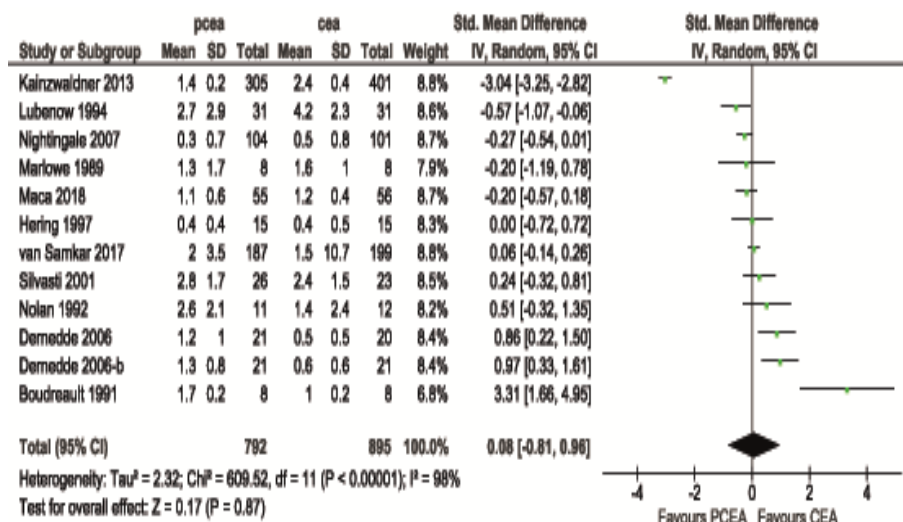 pcea cea Std. Mean Difference Std. Mean Difference
Study or Subgroup Mean SD Total Mean SD Total Weight IV, Random, 95% CI IV, Random, 95% CI
Kainzwaldner 2013 1.4 0.2 305 2.4 0.4 401 8.8% -3.04 [-3.25, -2.82]
Lubenow 1994 2.7 2.9 31 4.2 2.3 31 8.6% -0.57 [-1.07, -0.06]
Nightingale 2007 0.3 0.7 104 0.5 0.8 101 8.8% -0.27 [-0.54, 0.01]
Marlowe 1989 1.3 1.7 8 1.6 1 8 7.9% -0.20 [-1.19, 0.78]
Maca 2018 1.1 0.6 55 1.2 0.4 56 8.7% -0.20 [-0.57, 0.18]
Hering 1997 0.4 0.4 15 0.4 0.5 15 8.3% 0.00 [-0.72, 0.72]
van Samkar 2017 2 3.5 187 1.5 10.7 199 8.8% 0.06 [-0.14, 0.26]
Silvasti 2001 2.8 1.7 26 2.4 1.5 23 8.5% 0.24 [-0.32, 0.81]
Nolan 1992 2.6 2.1 11 1.4 2.4 12 8.2% 0.51 [-0.32, 1.35]
Dernedde 2006 1.2 1 21 0.5 0.5 20 8.4% 0.86 [0.22, 1.50]
Dernedde 2006-b 1.3 0.8 21 0.6 0.6 21 8.4% 0.97 [0.33, 1.61]
Boudreault 1991 1.7 0.2 8 1 0.2 8 6.8% 3.31 [1.66, 4.95]
Total (95% CI) 792 895 100.0% 0.08 [-0.81, 0.96]
Heterogeneity: Tau² = 2.32; Chi² = 609.52, df = 11 (P < 0.00001); I² = 98%
Test for overall effect: Z = 0.17 (P = 0.87)
-4 -2 0 2 4
Favours PCEA Favours CEA